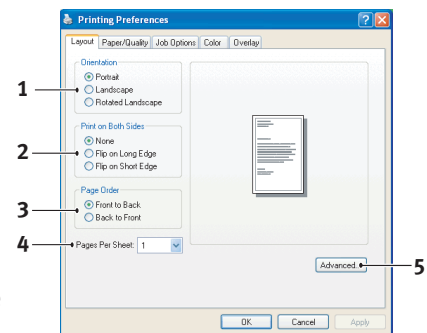 Printing Preferences
Layout Paper/Quality Job Options Color Overlay
Orientation
Portrait
1 Landscape
Rotated Landscape
Print on Both Sides
None
2 Flip on Long Edge
Flip on Short Edge
Page Order
3 Front to Back
Back to Front
4 Pages Per Sheet: 1
Advanced. 5
OK Cancel Apply